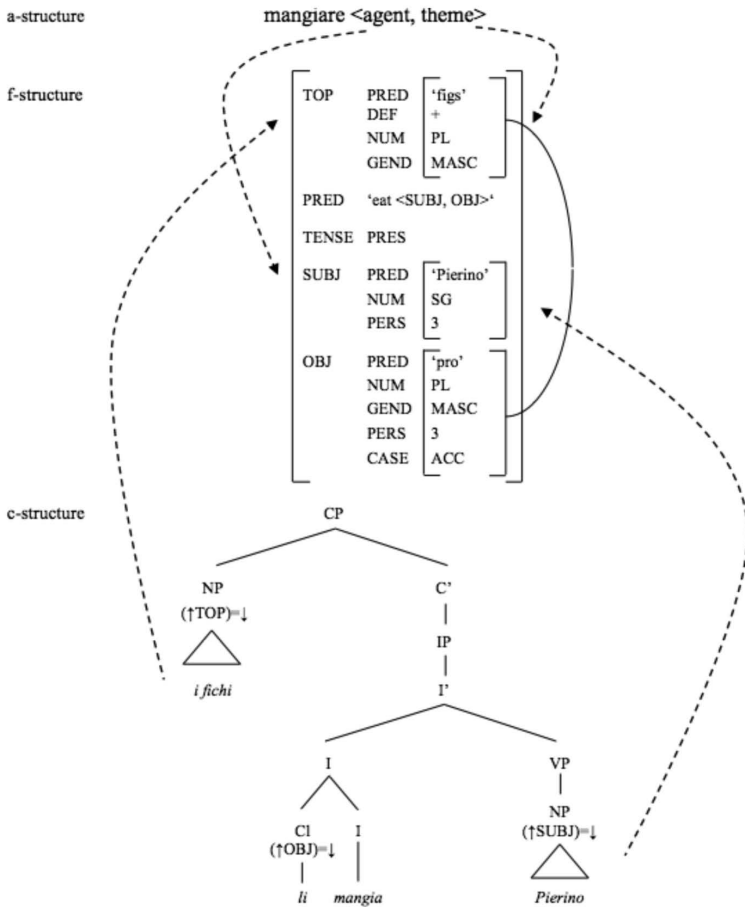 a-structure mangiare <agent, theme>
f-structure TOP PRED ‘figs’
DEF +
NUM PL
GEND MASC
PRED ‘eat <SUBJ, OBJ>‘
TENSE PRES
SUBJ PRED ‘Pierino’
NUM SG
PERS 3
OBJ PRED ‘pro’
NUM PL
GEND MASC
PERS 3
CASE ACC
c-structure CP
NP C’
(↑TOP)=↓
IP
i fichi I’
I VP
Cl I NP
(↑OBJ)=↓ (↑SUBJ)=↓
li mangia Pierino